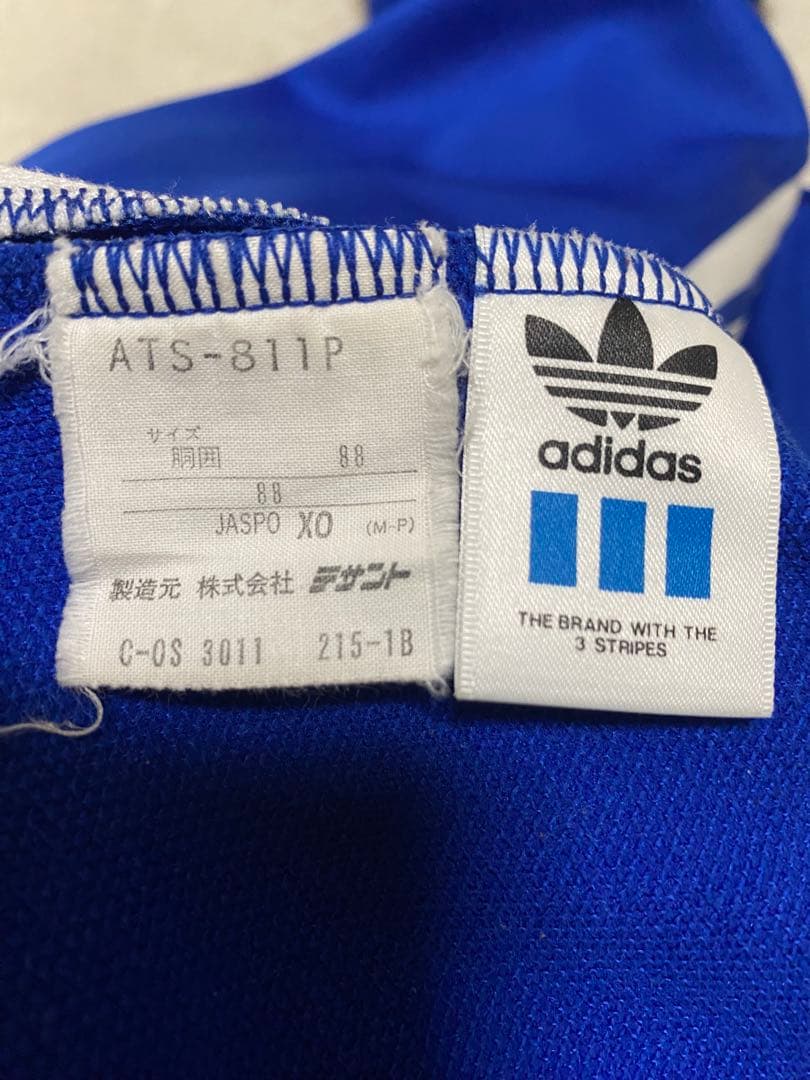 ATS-811P
サイズ
胴囲 88
88
JASPO XO (M-P)
製造元 株式会社 デサント
C-OS 3011 215-1B
adidas
THE BRAND WITH THE
3 STRIPES